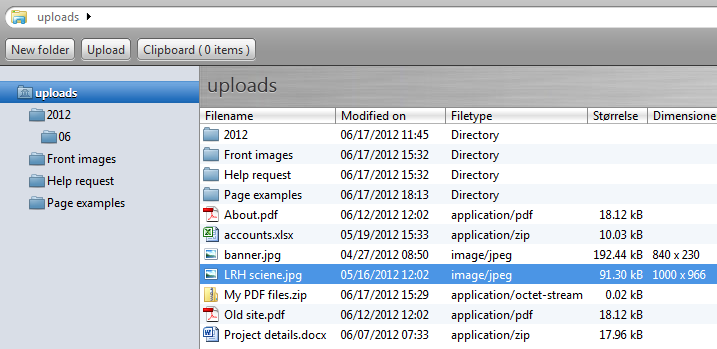 uploads
New folder Upload Clipboard ( 0 items )
uploads
2012
06
Front images
Help request
Page examples
uploads
Filename Modified on Filetype Størrelse Dimensione
2012 06/17/2012 11:45 Directory
Front images 06/17/2012 15:32 Directory
Help request 06/17/2012 15:32 Directory
Page examples 06/17/2012 18:13 Directory
About.pdf 06/12/2012 12:02 application/pdf 18.12 kB
accounts.xlsx 05/19/2012 15:33 application/zip 10.03 kB
banner.jpg 04/27/2012 08:50 image/jpeg 192.44 kB 840 x 230
LRH sciene.jpg 05/16/2012 12:02 image/jpeg 91.30 kB 1000 x 966
My PDF files.zip 06/17/2012 15:29 application/octet-stream 0.02 kB
Old site.pdf 06/12/2012 12:02 application/pdf 18.12 kB
Project details.docx 06/07/2012 07:33 application/zip 17.96 kB